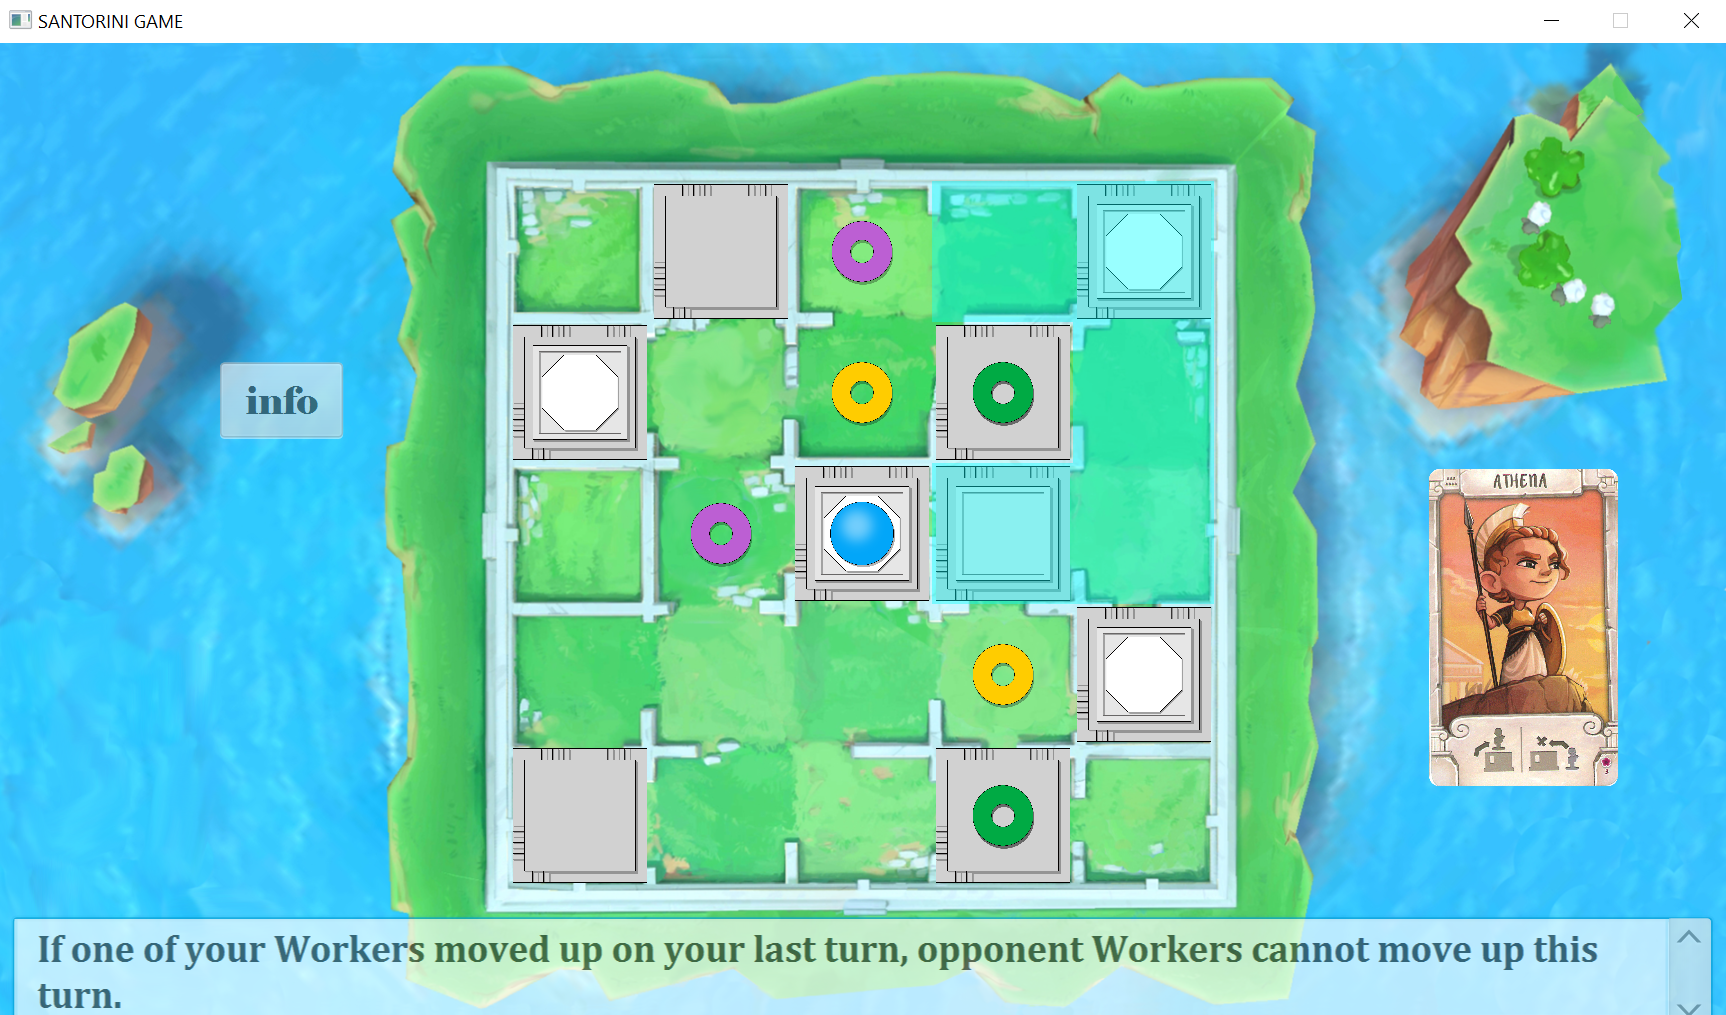 SANTORINI GAME
info
ATHENA
3
If one of your Workers moved up on your last turn, opponent Workers cannot move up this
turn.